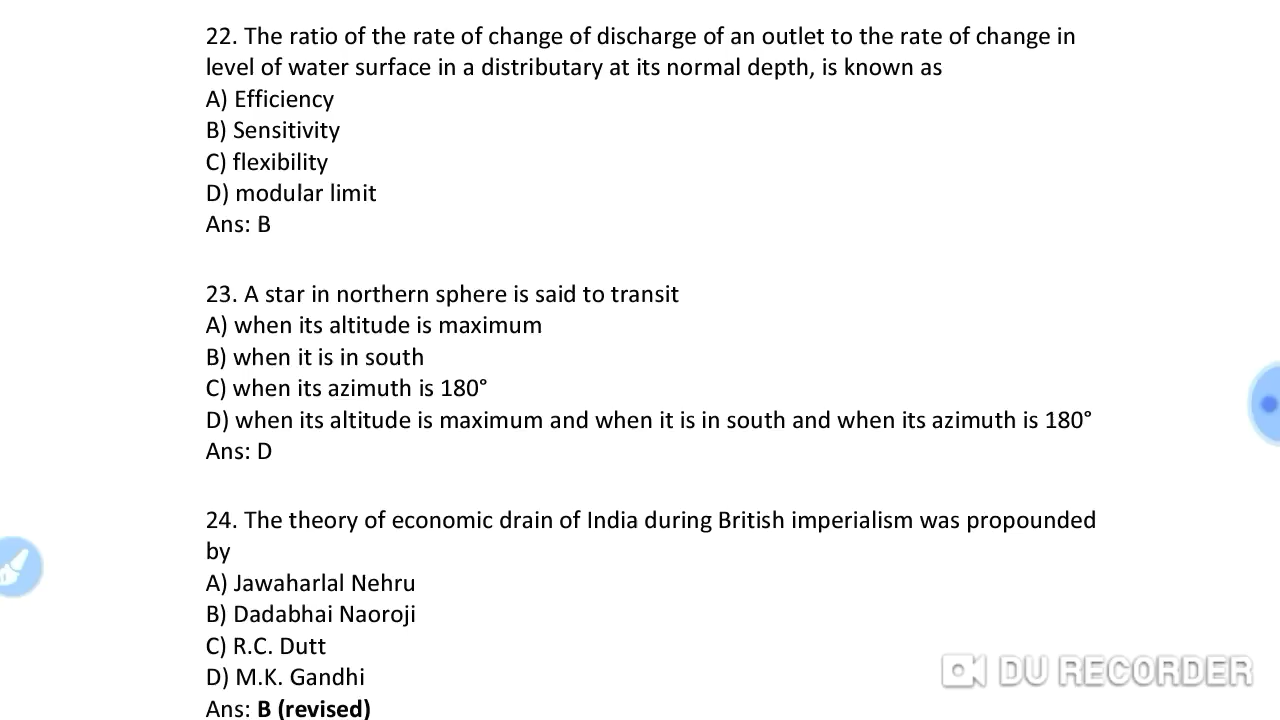 22. The ratio of the rate of change of discharge of an outlet to the rate of change in
level of water surface in a distributary at its normal depth, is known as
A) Efficiency
B) Sensitivity
C) flexibility
D) modular limit
Ans: B
23. A star in northern sphere is said to transit
A) when its altitude is maximum
B) when it is in south
C) when its azimuth is 180°
D) when its altitude is maximum and when it is in south and when its azimuth is 180°
Ans: D
24. The theory of economic drain of India during British imperialism was propounded
by
A) Jawaharlal Nehru
B) Dadabhai Naoroji
C) R.C. Dutt
D) M.K. Gandhi
Ans: B (revised)
DU RECORDER